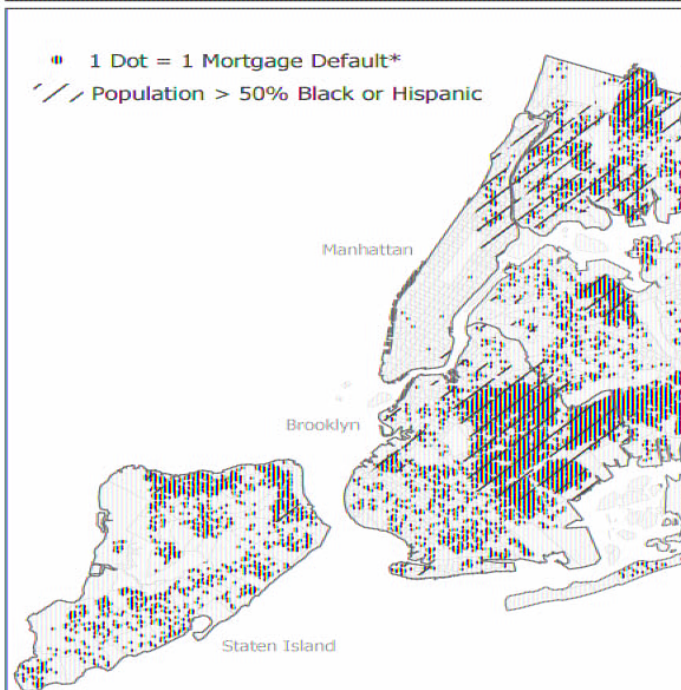 1 Dot = 1 Mortgage Default*
Population > 50% Black or Hispanic
Manhattan
Brooklyn
Staten Island